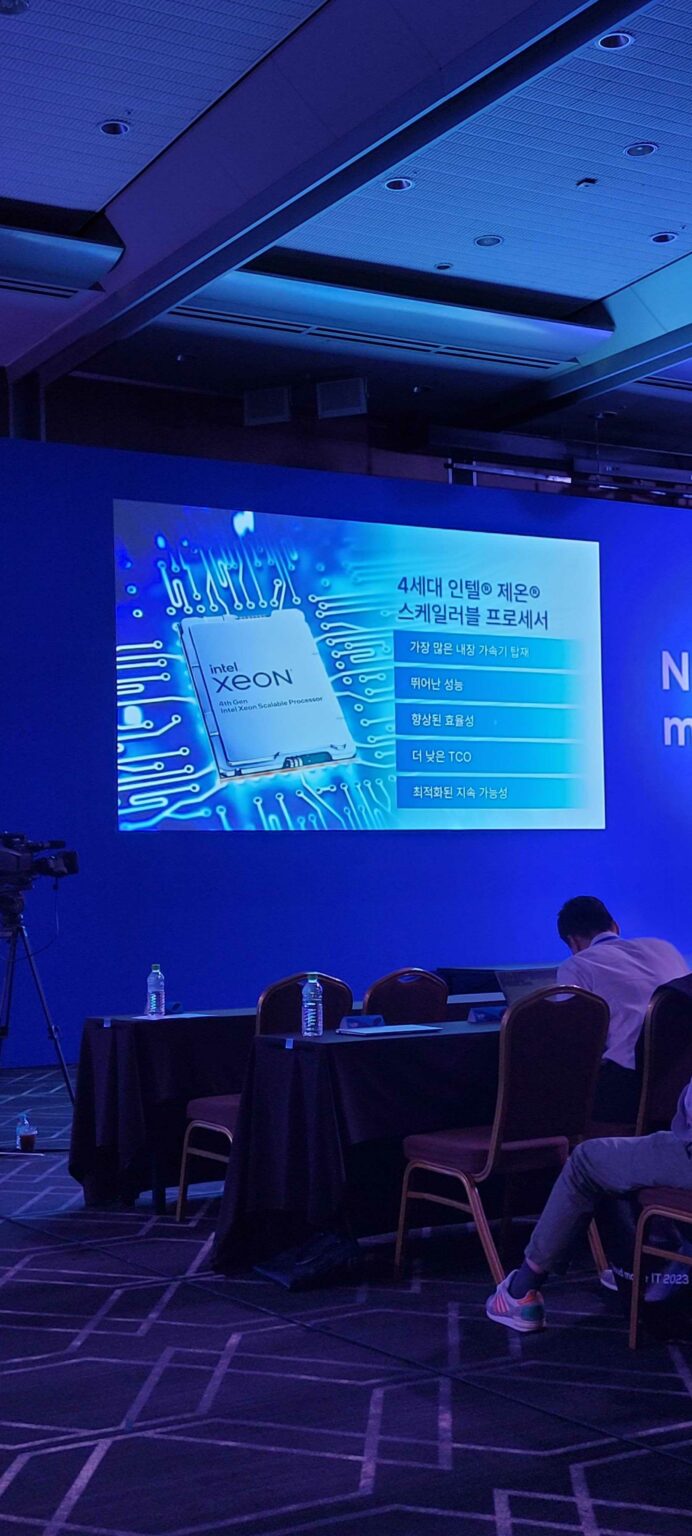 intel
xeon
4th Gen
Intel Xeon Scalable Processor
4세대 인텔® 제온®
스케일러블 프로세서
가장 많은 내장 가속기 탑재
뛰어난 성능
향상된 효율성
더 낮은 TCO
최적화된 지속 가능성
N
m
IT 2023